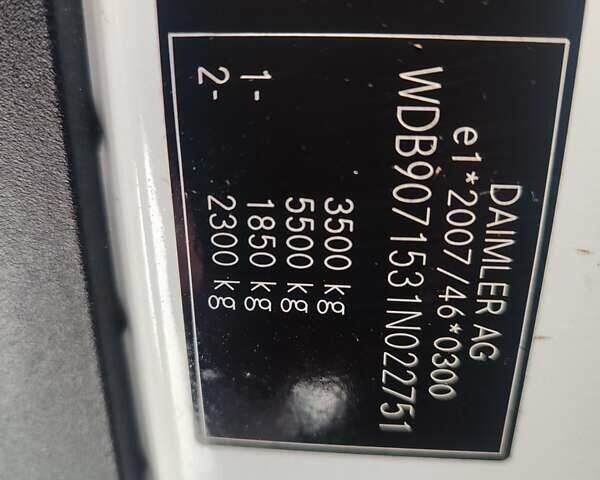 DAIMLER AG
e1*2007/46*0300
WDB9071531N022751
3500 kg
5500 kg
1- 1850 kg
2- 2300 kg